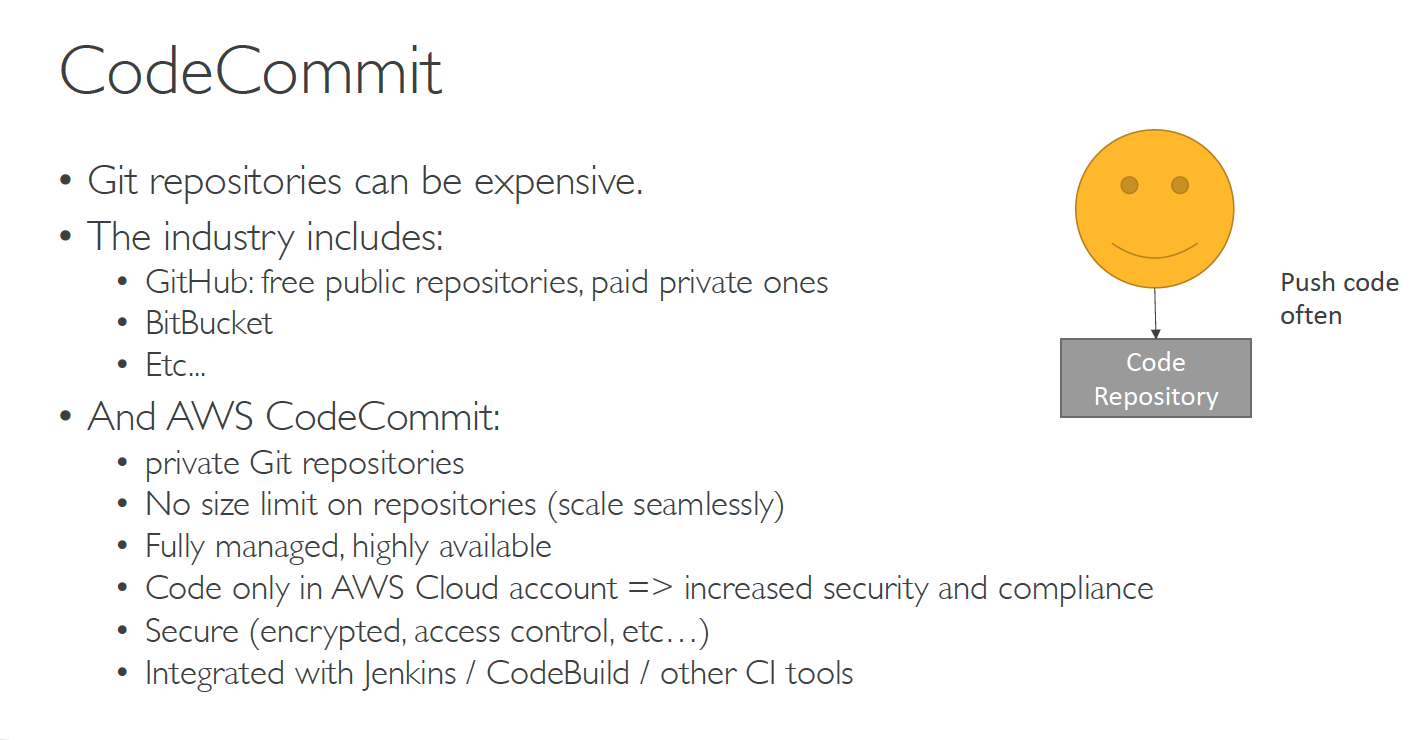 CodeCommit
• Git repositories can be expensive.
• The industry includes:
• GitHub: free public repositories, paid private ones
• BitBucket
• Etc...
• And AWS CodeCommit:
• private Git repositories
• No size limit on repositories (scale seamlessly)
• Fully managed, highly available
• Code only in AWS Cloud account => increased security and compliance
• Secure (encrypted, access control, etc…)
• Integrated with Jenkins / CodeBuild / other CI tools
Push code
often
Code
Repository